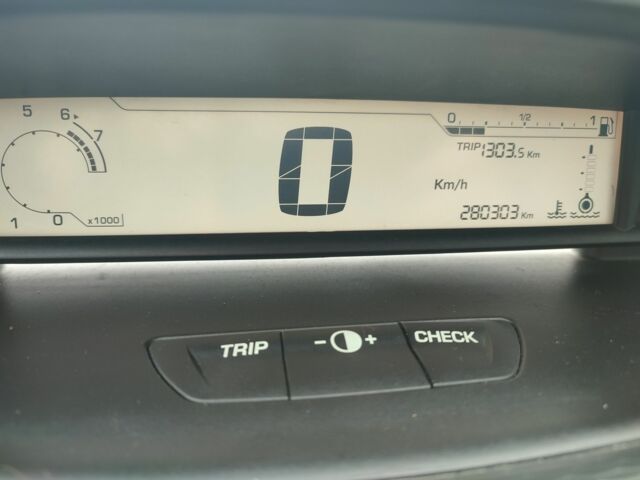 5 6 7
1 0 x1000
0
0 1/2 1
TRIP 1303.5 Km
Km/h
280303 Km
TRIP - + CHECK